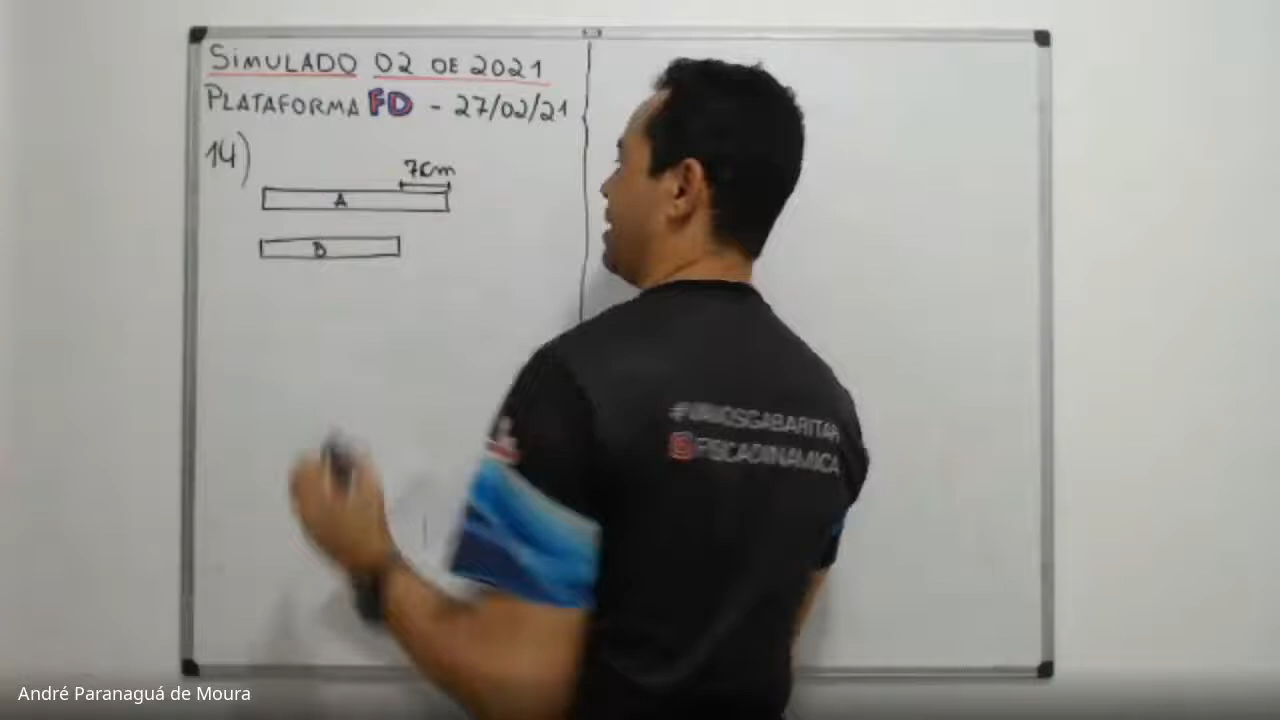 SIMULADO 02 DE 2021
PLATAFORMA FD - 27/02/21
14)
7cm
A
B
#VAMOSGABARITAR
FISICADINAMICA
André Paranaguá de Moura